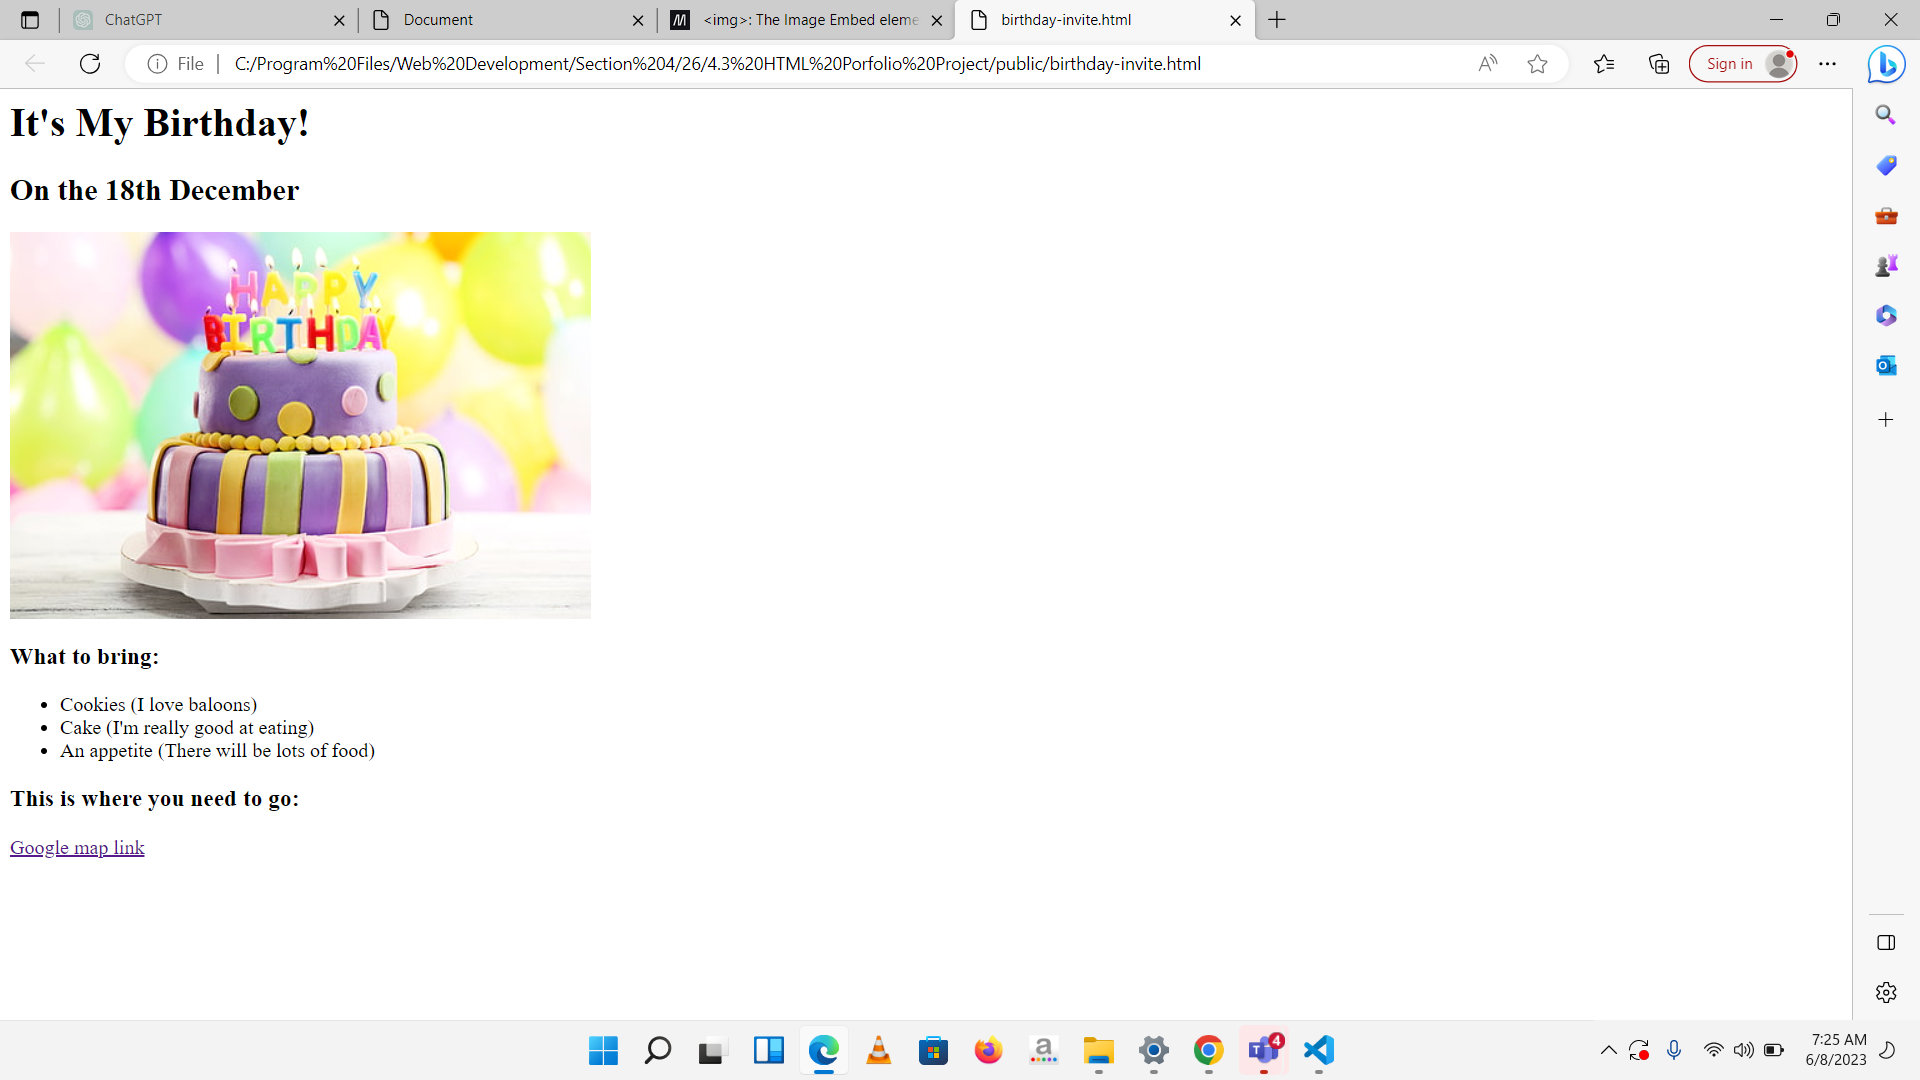 ChatGPT
Document
<img>: The Image Embed eleme
birthday-invite.html
File
C:/Program%20Files/Web%20Development/Section%204/26/4.3%20HTML%20Porfolio%20Project/public/birthday-invite.html
Sign in
It's My Birthday!
On the 18th December
HAPPY
BIRTHDAY
What to bring:
Cookies (I love baloons)
Cake (I'm really good at eating)
An appetite (There will be lots of food)
This is where you need to go:
Google map link
4
7:25 AM
6/8/2023